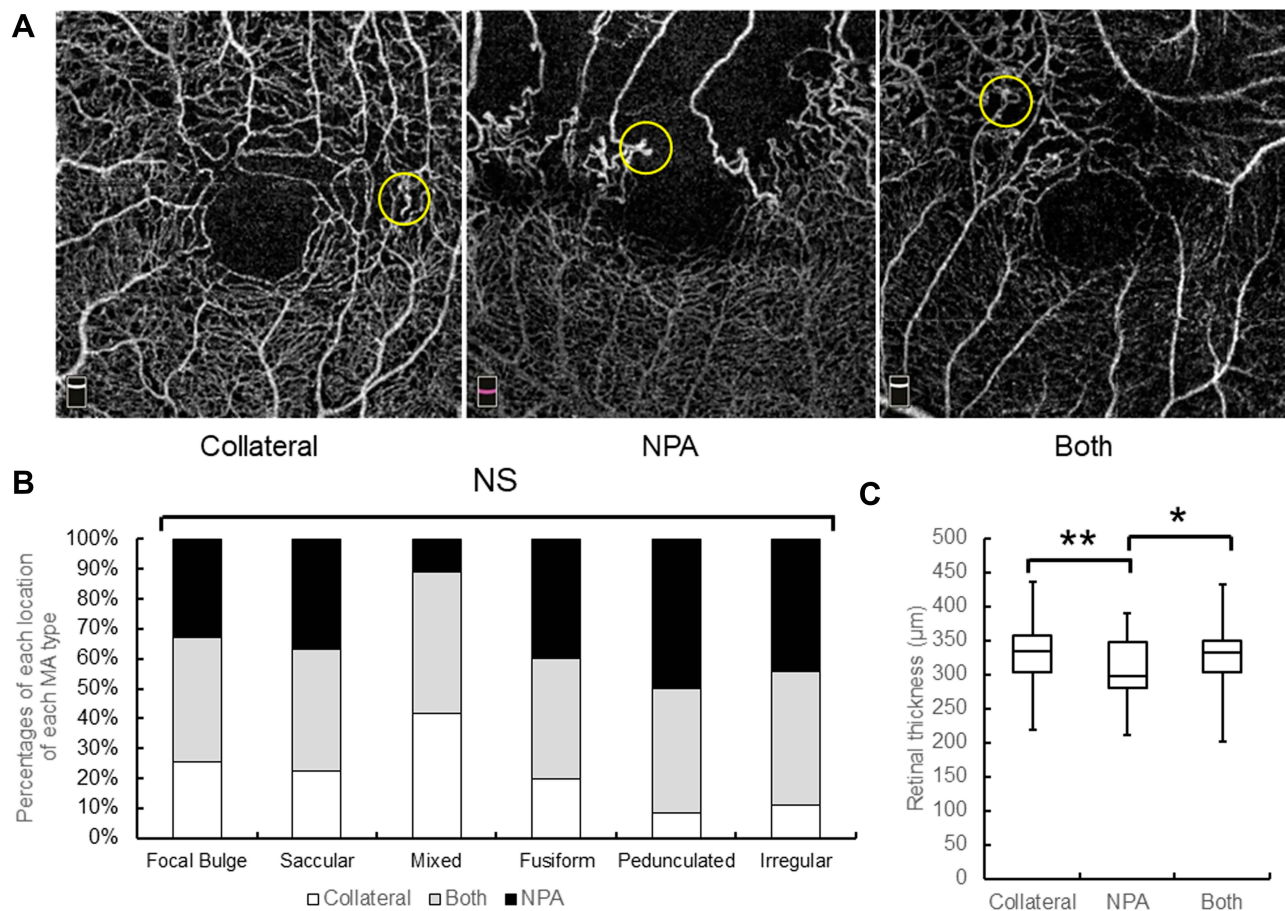 A
Collateral
NPA
Both
B
NS
Percentages of each location
of each MA type
100%
90%
80%
70%
60%
50%
40%
30%
20%
10%
0%
Focal Bulge
Saccular
Mixed
Fusiform
Pedunculated
Irregular
Collateral
Both
NPA
C
**
*
Retinal thickness (μm)
500
450
400
350
300
250
200
150
100
50
0
Collateral
NPA
Both